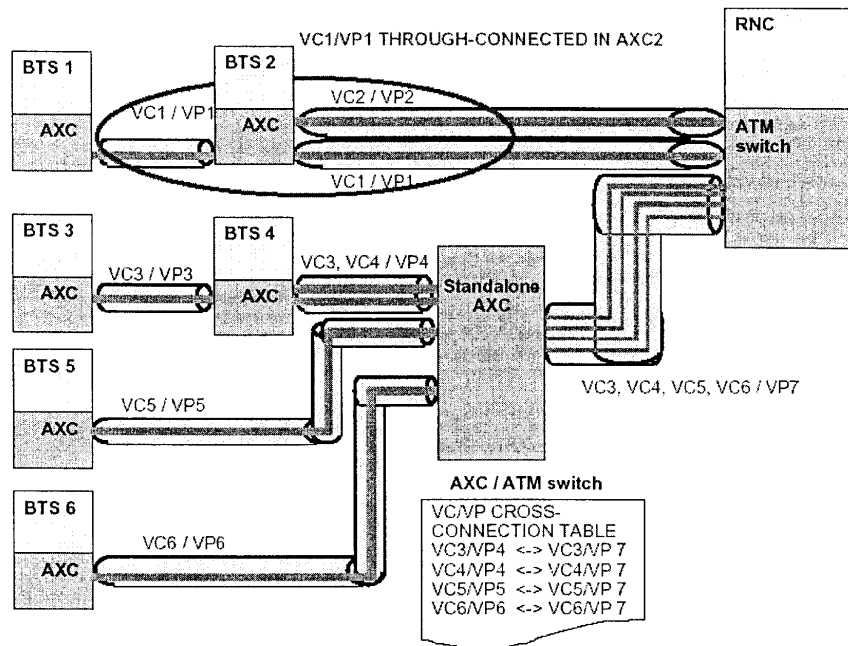 VC1/VP1 THROUGH-CONNECTED IN AXC2
RNC
BTS 1
BTS 2
VC1 / VP1
VC2 / VP2
AXC
AXC
ATM
switch
VC1 / VP1
BTS 3
BTS 4
VC3 / VP3
VC3, VC4 / VP4
AXC
AXC
Standalone
AXC
BTS 5
VC5 / VP5
VC3, VC4, VC5, VC6 / VP7
AXC
AXC / ATM switch
BTS 6
VC6 / VP6
AXC
VC/VP CROSS-
CONNECTION TABLE
VC3/VP4 <-> VC3/VP 7
VC4/VP4 <-> VC4/VP 7
VC5/VP5 <-> VC5/VP 7
VC6/VP6 <-> VC6/VP 7